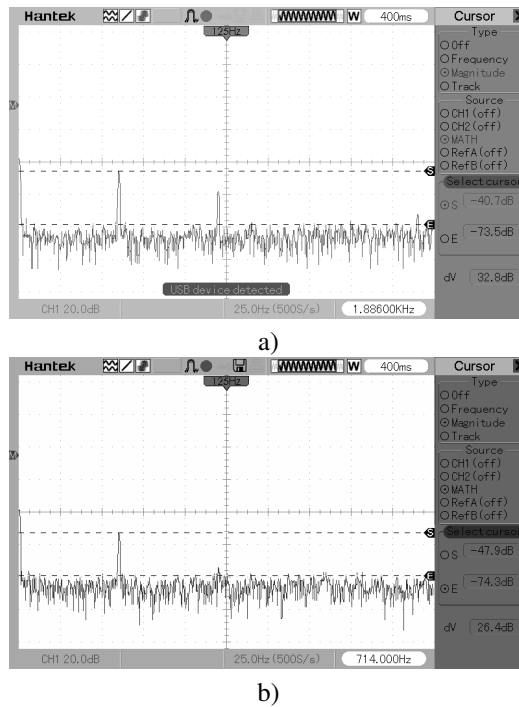 Hantek W 400ms Cursor
125Hz Type
Off
Frequency
Magnitude
Track
M Source
CH1(off)
CH2(off)
MATH
RefA(off)
RefB(off)
S Select cursor
S -40.7dB
E
E -73.5dB
dV 32.8dB
USB device detected
CH1 20.0dB 25.0Hz(500S/s) 1.88600KHz
a)
Hantek W 400ms Cursor
125Hz Type
Off
Frequency
Magnitude
Track
M Source
CH1(off)
CH2(off)
MATH
RefA(off)
RefB(off)
S Select cursor
S -47.9dB
E
E -74.3dB
dV 26.4dB
CH1 20.0dB 25.0Hz(500S/s) 714.000Hz
b)